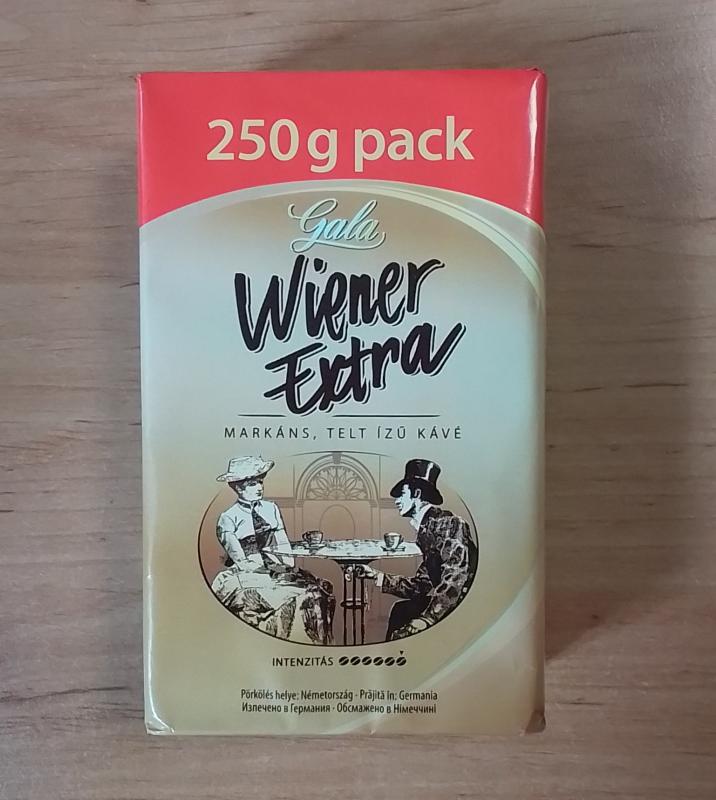 250 g pack
Gala
Wiener
Extra
MARKÁNS, TELT ÍZŰ KÁVÉ
INTENZITÁS
Pörkölés helye: Németország · Prăjită în: Germania
Изпечено в Германия · Обсмажено в Німеччині